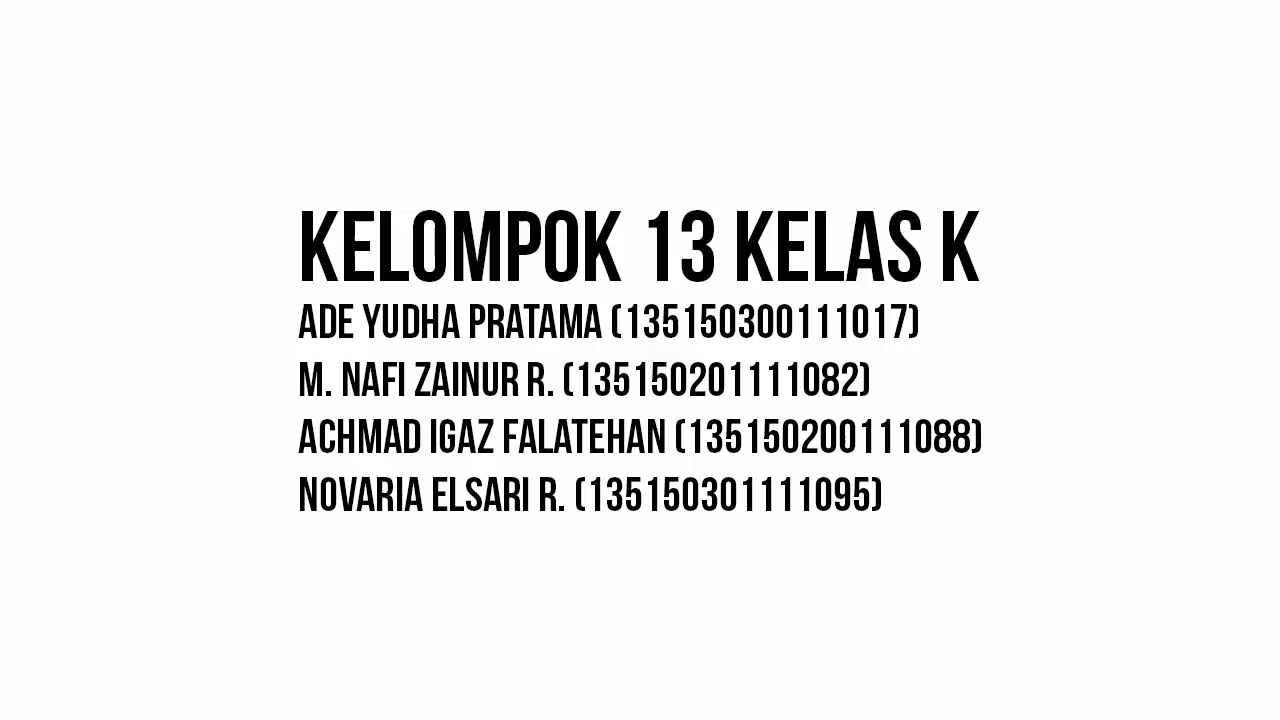 KELOMPOK 13 KELAS K
ADE YUDHA PRATAMA (135150300111017)
M. NAFI ZAINUR R. (135150201111082)
ACHMAD IGAZ FALATEHAN (135150200111088)
NOVARIA ELSARI R. (135150301111095)